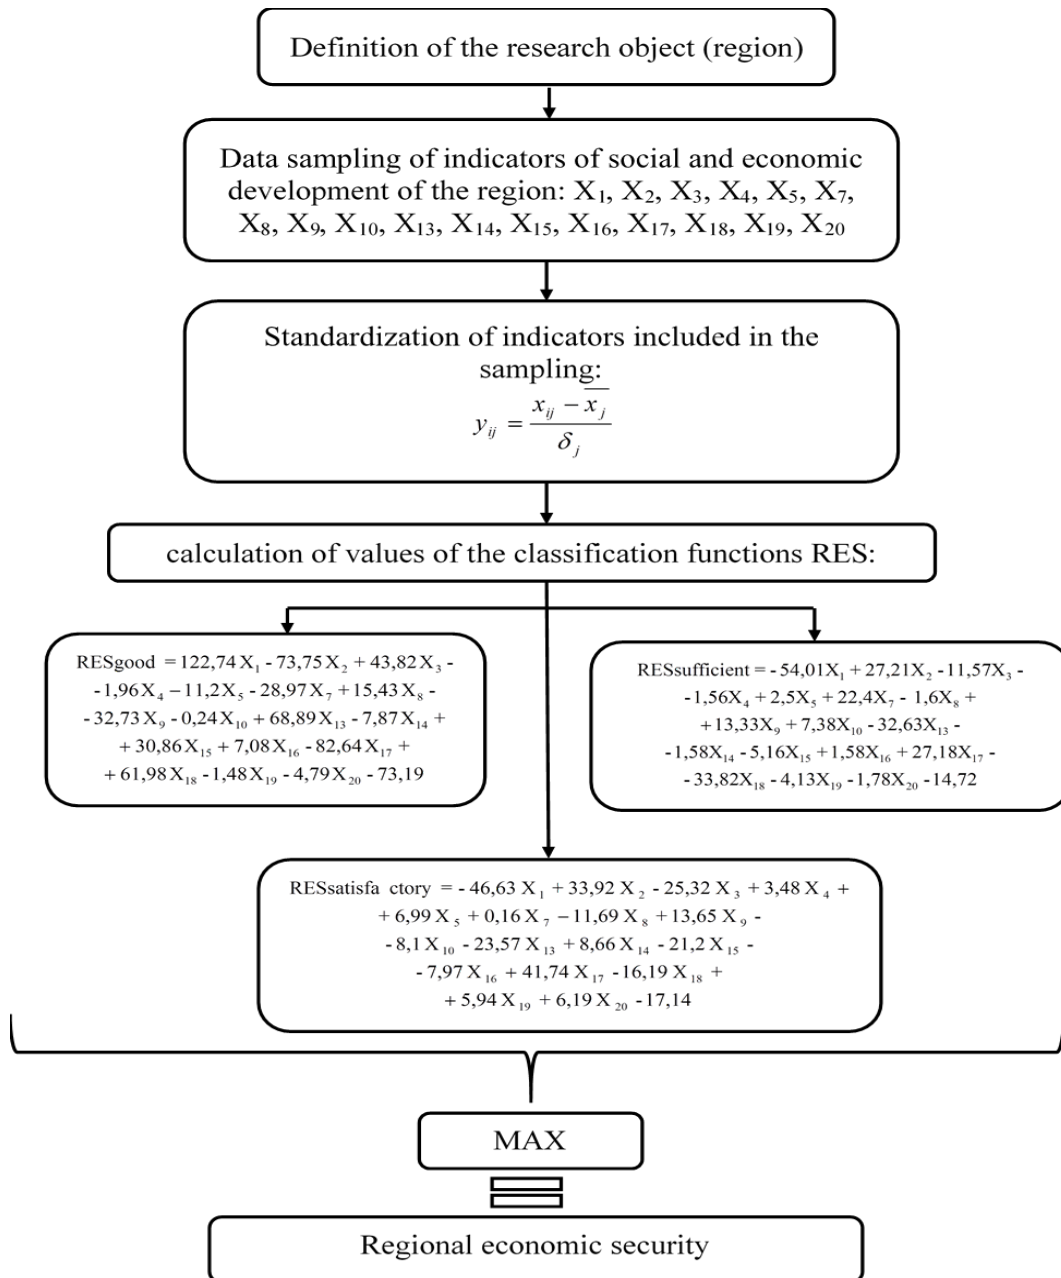 Definition of the research object (region)
Data sampling of indicators of social and economic
development of the region: X₁, X₂, X₃, X₄, X₅, X₇,
X₈, X₉, X₁₀, X₁₃, X₁₄, X₁₅, X₁₆, X₁₇, X₁₈, X₁₉, X₂₀
Standardization of indicators included in the
sampling:
y_{ij} = \frac{x_{ij} - \overline{x_j}}{\delta_j}
calculation of values of the classification functions RES:
RESgood = 122,74 X₁ - 73,75 X₂ + 43,82 X₃ -
- 1,96 X₄ – 11,2 X₅ - 28,97 X₇ + 15,43 X₈ -
- 32,73 X₉ - 0,24 X₁₀ + 68,89 X₁₃ - 7,87 X₁₄ +
+ 30,86 X₁₅ + 7,08 X₁₆ - 82,64 X₁₇ +
+ 61,98 X₁₈ - 1,48 X₁₉ - 4,79 X₂₀ - 73,19
RESsufficient = - 54,01X₁ + 27,21X₂ - 11,57X₃ -
- 1,56X₄ + 2,5X₅ + 22,4X₇ - 1,6X₈ +
+ 13,33X₉ + 7,38X₁₀ - 32,63X₁₃ -
- 1,58X₁₄ - 5,16X₁₅ + 1,58X₁₆ + 27,18X₁₇ -
- 33,82X₁₈ - 4,13X₁₉ - 1,78X₂₀ - 14,72
RESsatisfa ctory = - 46,63 X₁ + 33,92 X₂ - 25,32 X₃ + 3,48 X₄ +
+ 6,99 X₅ + 0,16 X₇ – 11,69 X₈ + 13,65 X₉ -
- 8,1 X₁₀ - 23,57 X₁₃ + 8,66 X₁₄ - 21,2 X₁₅ -
- 7,97 X₁₆ + 41,74 X₁₇ - 16,19 X₁₈ +
+ 5,94 X₁₉ + 6,19 X₂₀ - 17,14
MAX
Regional economic security